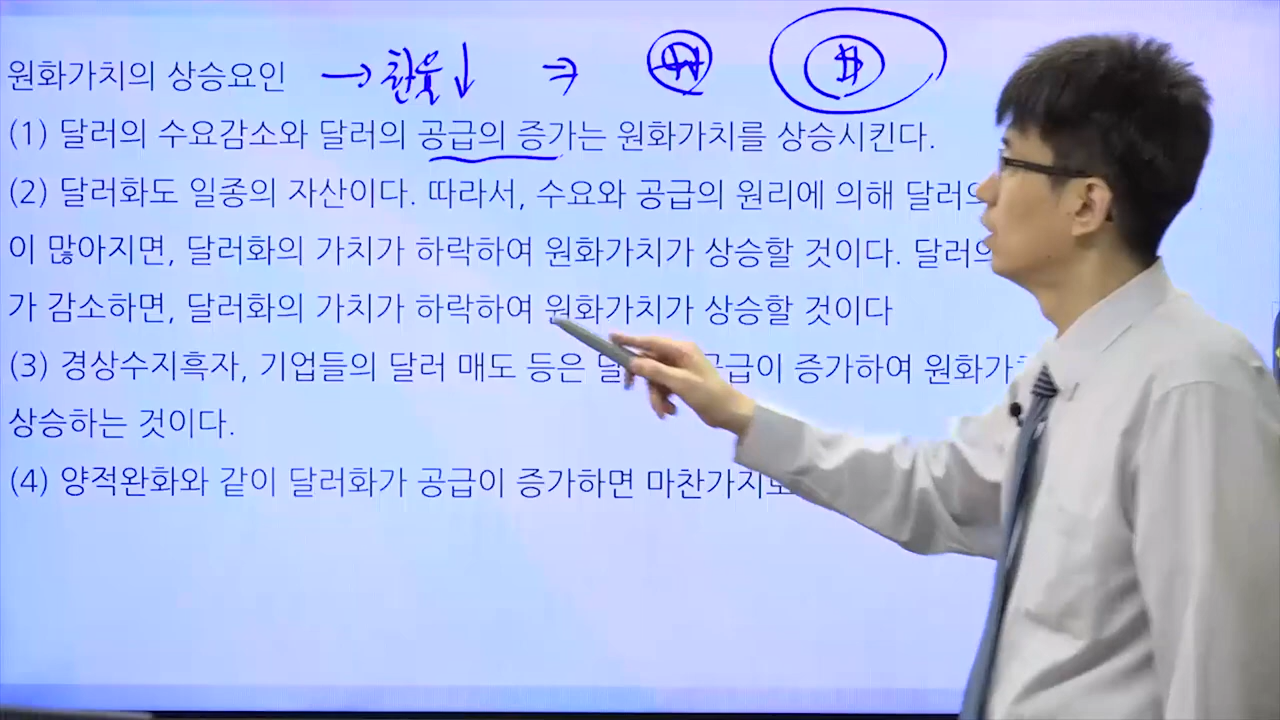 원화가치의 상승요인 → 환율↓ ⇒ ₩ $
(1) 달러의 수요감소와 달러의 공급의 증가는 원화가치를 상승시킨다.
(2) 달러화도 일종의 자산이다. 따라서, 수요와 공급의 원리에 의해 달러의
이 많아지면, 달러화의 가치가 하락하여 원화가치가 상승할 것이다. 달러의
가 감소하면, 달러화의 가치가 하락하여 원화가치가 상승할 것이다
(3) 경상수지흑자, 기업들의 달러 매도 등은 공급이 증가하여 원화가치
상승하는 것이다.
(4) 양적완화와 같이 달러화가 공급이 증가하면 마찬가지로